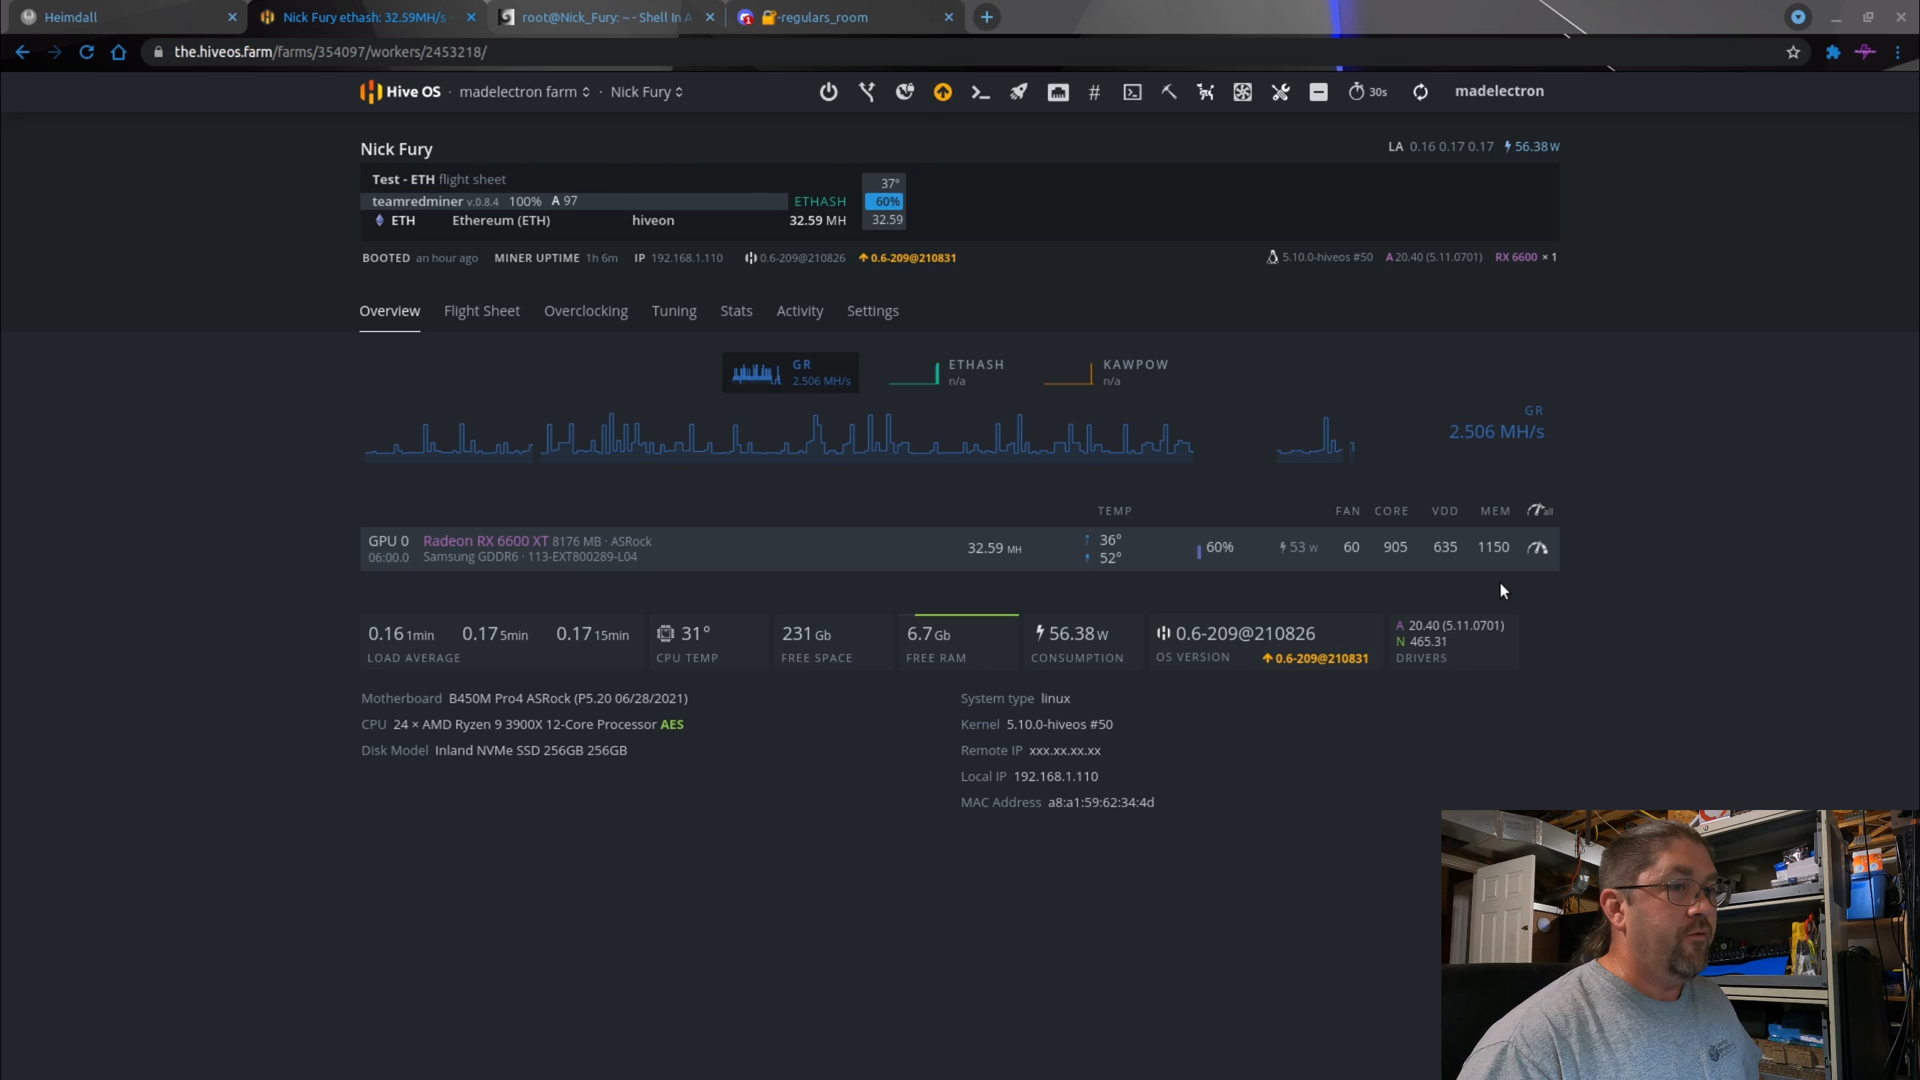 Heimdall
Nick Fury ethash: 32.59MH/s -
root@Nick_Fury: ~ - Shell In A
-regulars_room
the.hiveos.farm/farms/354097/workers/2453218/
Hive OS · madelectron farm · Nick Fury
# 30s madelectron
Nick Fury
LA 0.16 0.17 0.17 56.38 W
Test - ETH flight sheet
37°
teamredminer v.0.8.4 100% A 97 ETHASH 60%
ETH Ethereum (ETH) hiveon 32.59 MH 32.59
BOOTED an hour ago MINER UPTIME 1h 6m IP 192.168.1.110 0.6-209@210826 0.6-209@210831
5.10.0-hiveos #50 A 20.40 (5.11.0701) RX 6600 × 1
Overview Flight Sheet Overclocking Tuning Stats Activity Settings
GR ETHASH KAWPOW
2.506 MH/s n/a n/a
GR
2.506 MH/s
TEMP FAN CORE VDD MEM all
GPU 0 Radeon RX 6600 XT 8176 MB · ASRock
06:00.0 Samsung GDDR6 · 113-EXT800289-L04
32.59 MH 36° 52° 60% 53 W 60 905 635 1150
0.16 1min 0.17 5min 0.17 15min
LOAD AVERAGE
31°
CPU TEMP
231 Gb
FREE SPACE
6.7 Gb
FREE RAM
56.38 W
CONSUMPTION
0.6-209@210826
OS VERSION 0.6-209@210831
A 20.40 (5.11.0701)
N 465.31
DRIVERS
Motherboard B450M Pro4 ASRock (P5.20 06/28/2021)
CPU 24 × AMD Ryzen 9 3900X 12-Core Processor AES
Disk Model Inland NVMe SSD 256GB 256GB
System type linux
Kernel 5.10.0-hiveos #50
Remote IP xxx.xx.xx.xx
Local IP 192.168.1.110
MAC Address a8:a1:59:62:34:4d